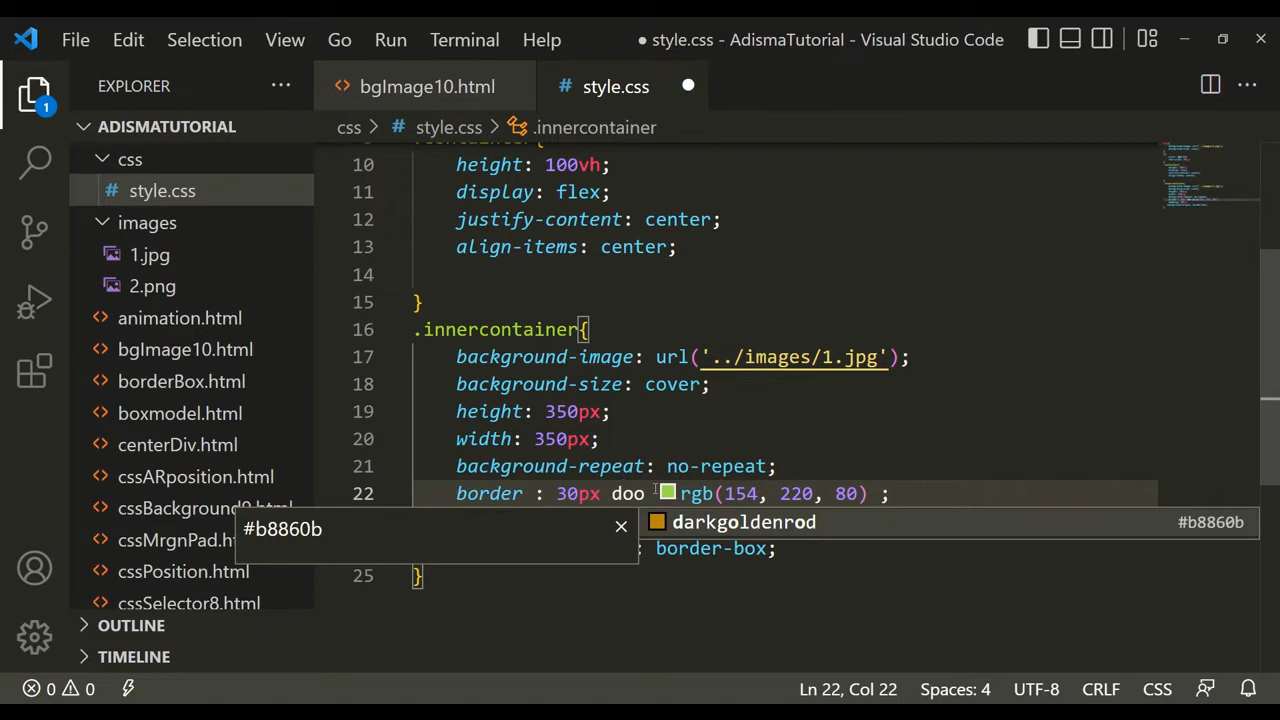 File Edit Selection View Go Run Terminal Help
● style.css - AdismaTutorial - Visual Studio Code
EXPLORER
bgImage10.html
# style.css
ADISMATUTORIAL
css
# style.css
images
1.jpg
2.png
animation.html
bgImage10.html
borderBox.html
boxmodel.html
centerDiv.html
cssARposition.html
cssMrgnPad.h
cssPosition.html
cssSelector8.html
OUTLINE
TIMELINE
1
css > # style.css > .innercontainer
10 height: 100vh;
11 display: flex;
12 justify-content: center;
13 align-items: center;
14
15 }
16 .innercontainer{
17 background-image: url('../images/1.jpg');
18 background-size: cover;
19 height: 350px;
20 width: 350px;
21 background-repeat: no-repeat;
22 border : 30px doo rgb(154, 220, 80) ;
darkgoldenrod #b8860b
#b8860b
: border-box;
25 }
0 0
Ln 22, Col 22 Spaces: 4 UTF-8 CRLF CSS